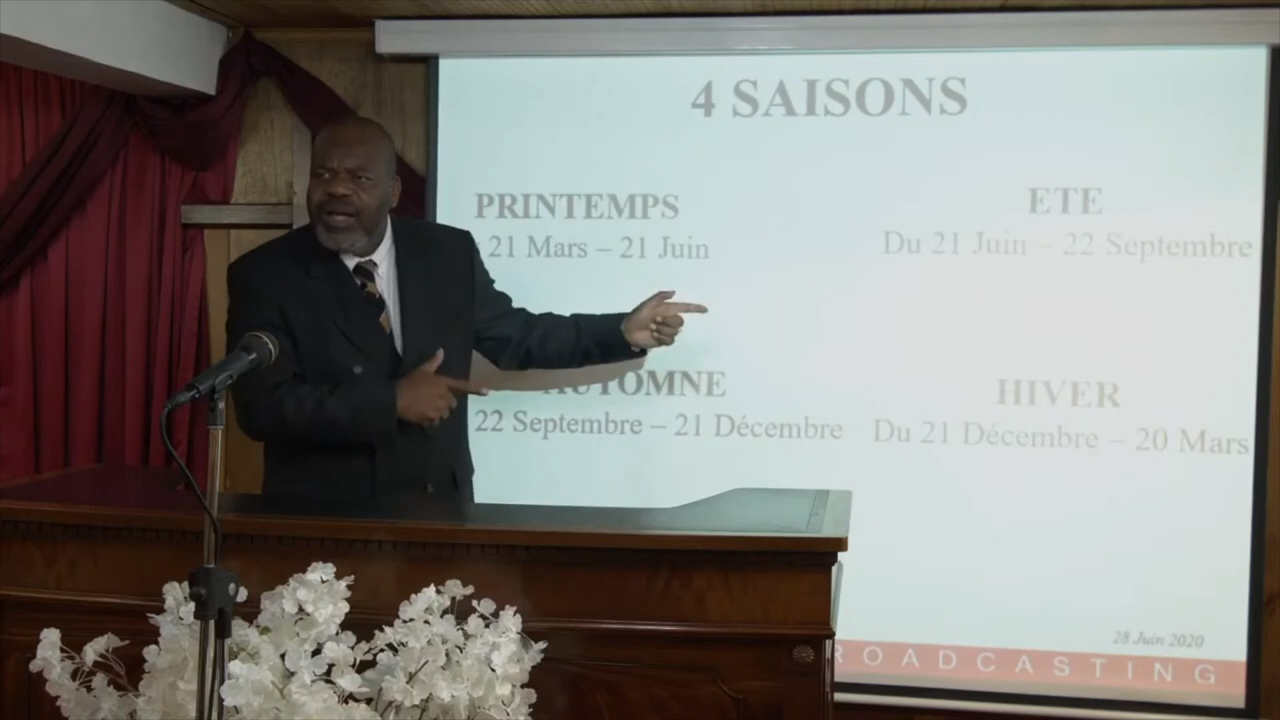 4 SAISONS
PRINTEMPS
21 Mars – 21 Juin
ETE
Du 21 Juin – 22 Septembre
AUTOMNE
22 Septembre – 21 Décembre
HIVER
Du 21 Décembre – 20 Mars
28 Juin 2020
ROADCASTING